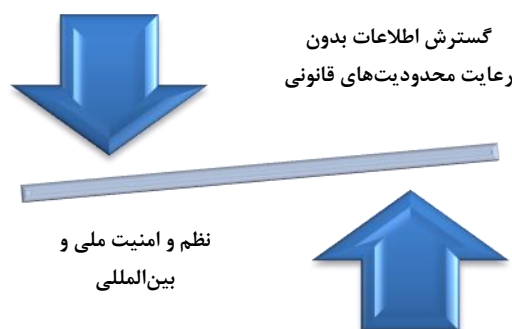 گسترش اطلاعات بدون
رعایت محدودیت‌های قانونی
نظم و امنیت ملی و
بین‌المللی